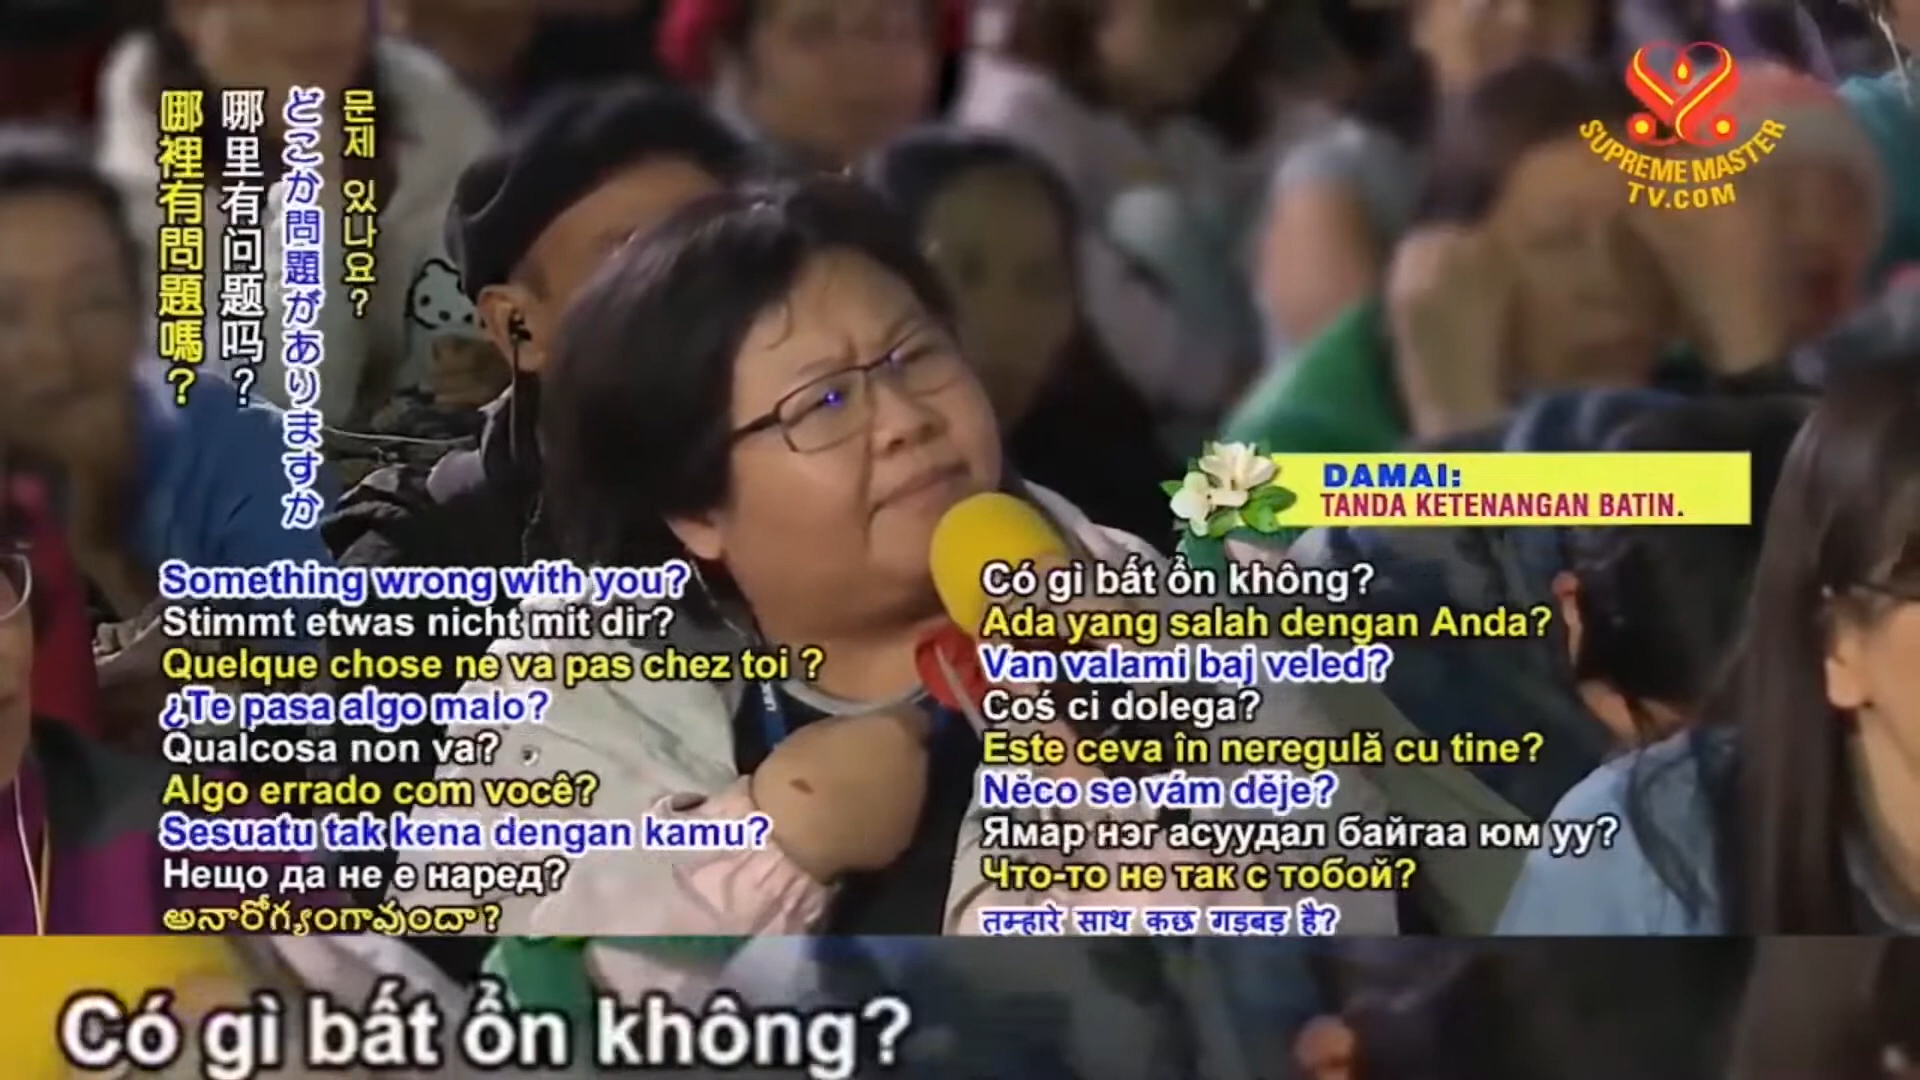 哪裡有問題嗎?
哪里有问题吗?
どこか問題がありますか
문제 있나요?
SUPREME MASTER
TV.COM
DAMAI:
TANDA KETENANGAN BATIN.
Something wrong with you?
Stimmt etwas nicht mit dir?
Quelque chose ne va pas chez toi ?
¿Te pasa algo malo?
Qualcosa non va?
Algo errado com você?
Sesuatu tak kena dengan kamu?
Нещо да не е наред?
అనారోగ్యంగావుందా?
Có gì bất ổn không?
Ada yang salah dengan Anda?
Van valami baj veled?
Coś ci dolega?
Este ceva în neregulă cu tine?
Něco se vám děje?
Ямар нэг асуудал байгаа юм уу?
Что-то не так с тобой?
तुम्हारे साथ कुछ गड़बड़ है?
Có gì bất ổn không?